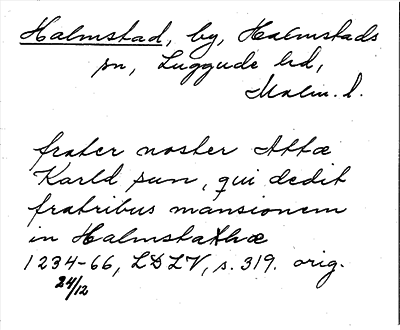 Halmstad, by, Halmstads
sn, Luggude hd,
Malm. l.
frater noster Attæ
Karld sun, qui dedit
fratribus mansionem
in Halmstathæ
1234-66, LDLV, s. 319. orig.
24/12